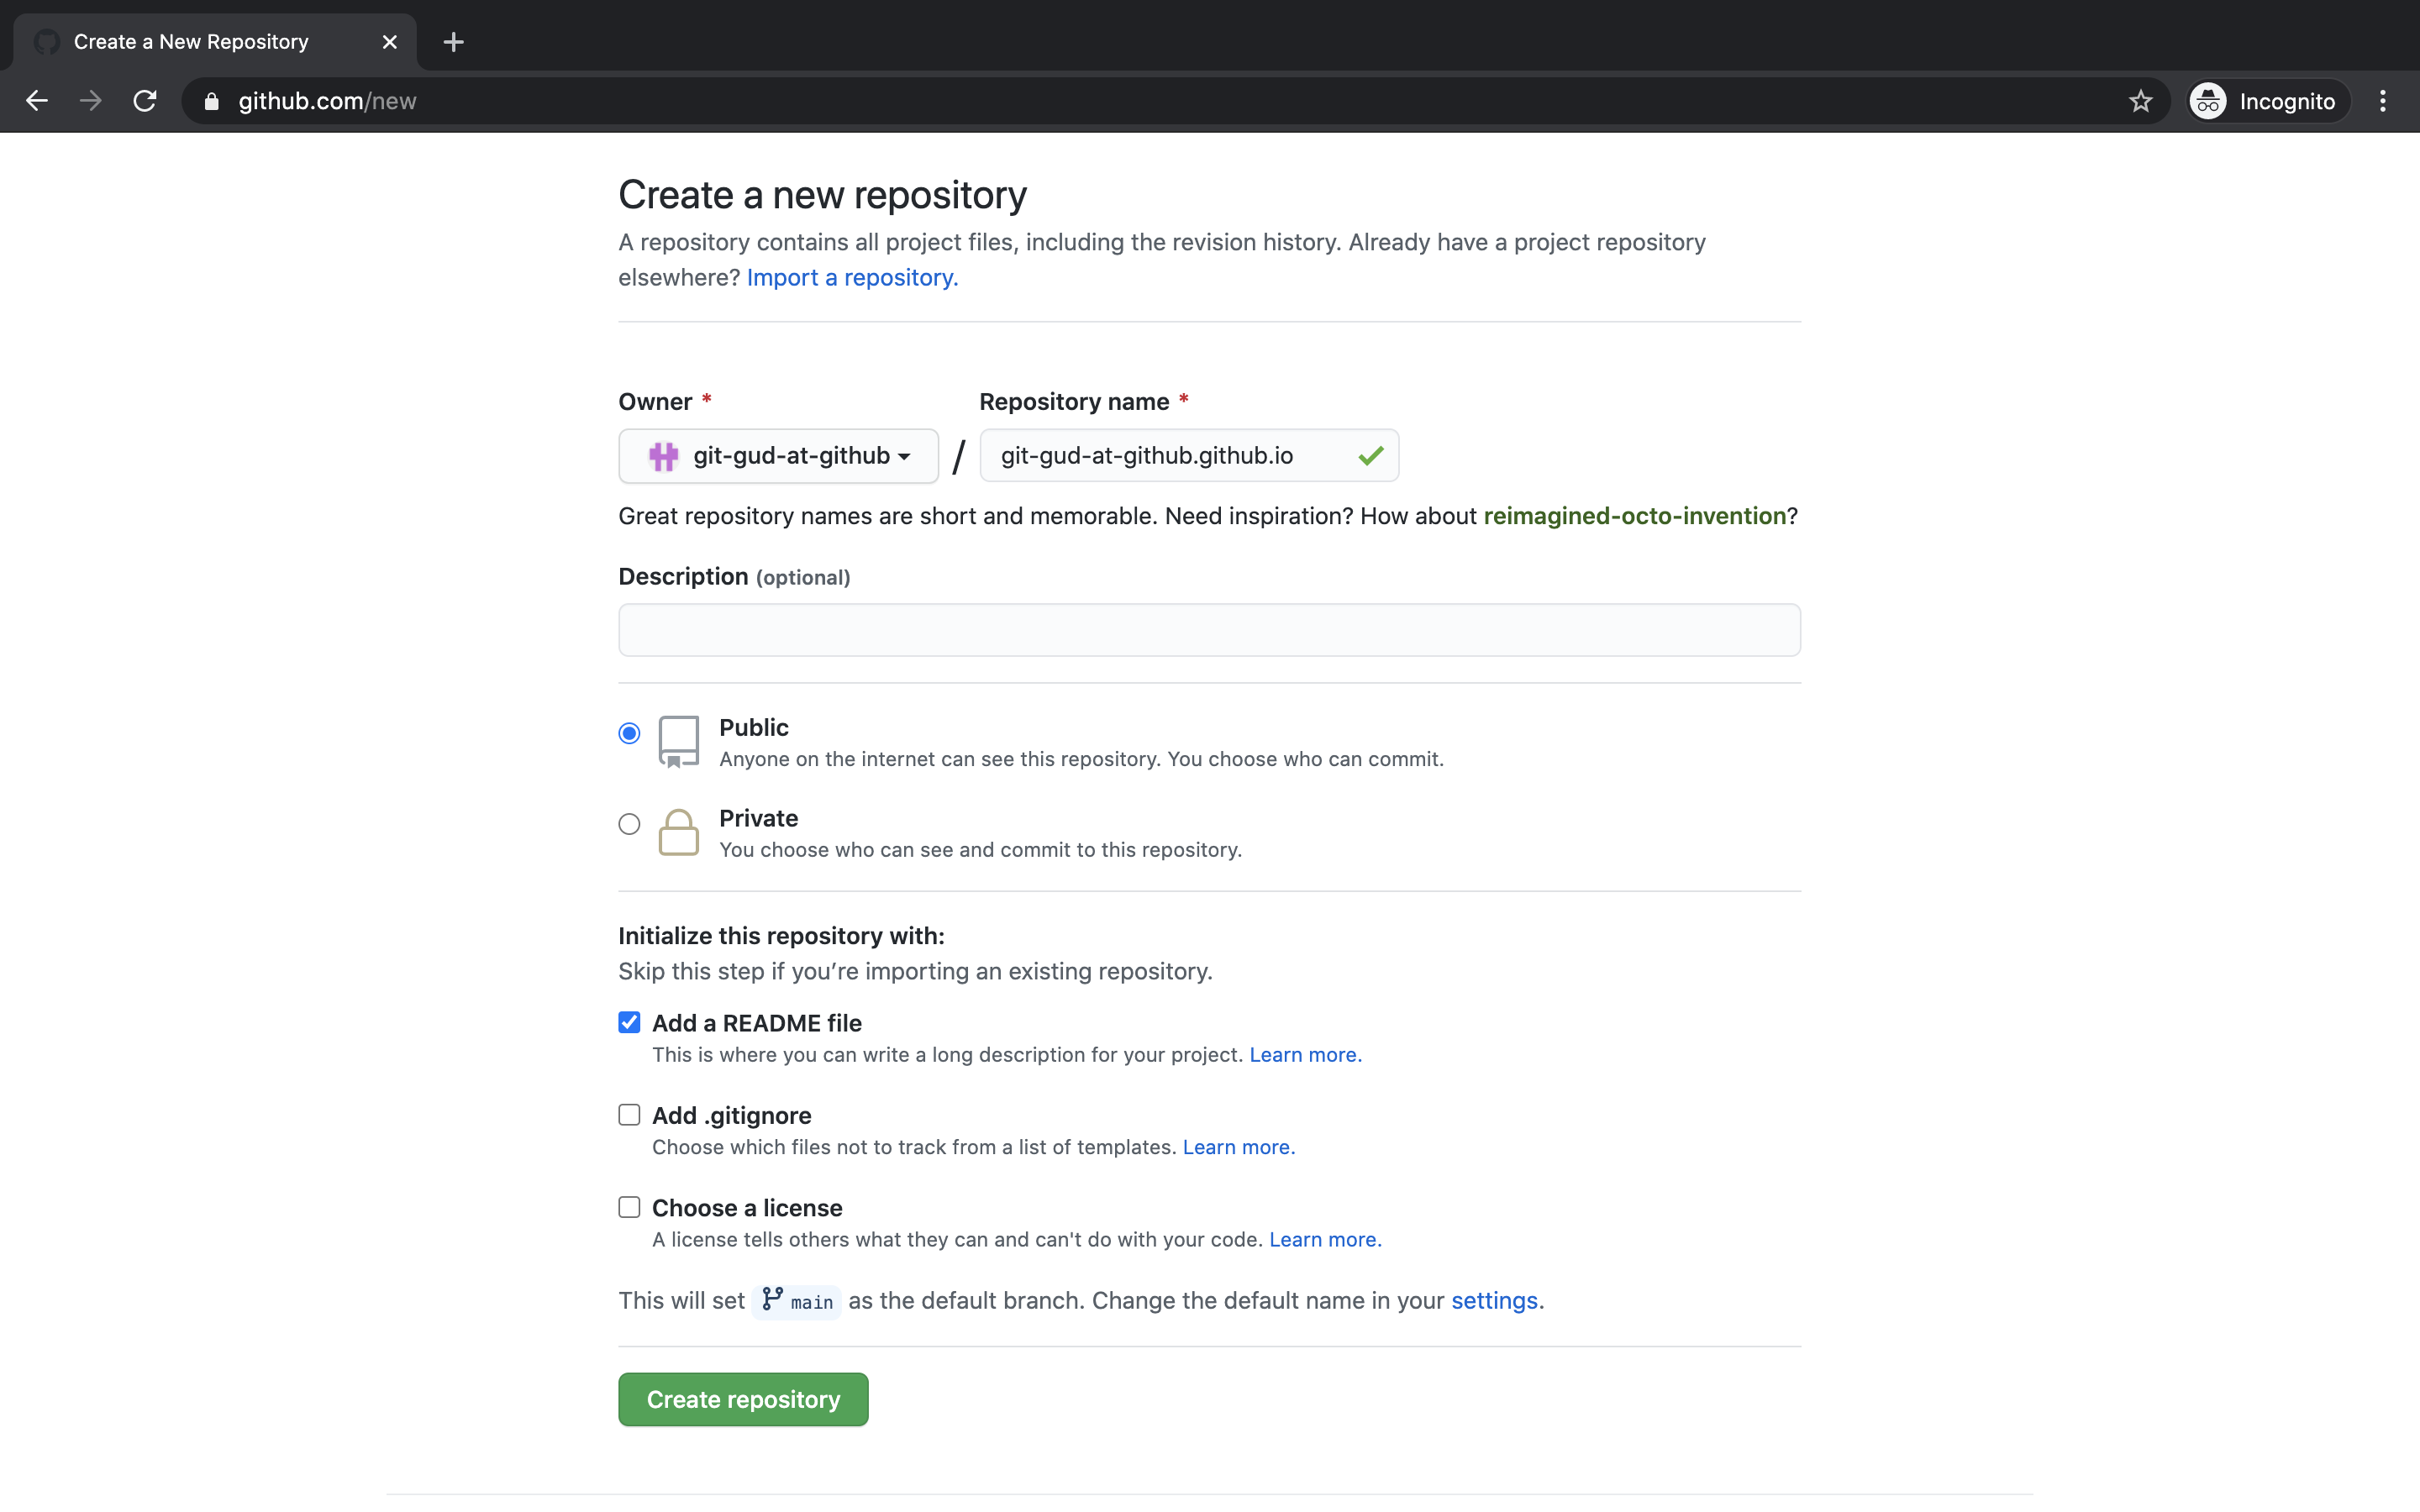 Create a New Repository
github.com/new
Incognito
Create a new repository
A repository contains all project files, including the revision history. Already have a project repository
elsewhere? Import a repository.
Owner * Repository name *
git-gud-at-github / git-gud-at-github.github.io
Great repository names are short and memorable. Need inspiration? How about reimagined-octo-invention?
Description (optional)
Public
Anyone on the internet can see this repository. You choose who can commit.
Private
You choose who can see and commit to this repository.
Initialize this repository with:
Skip this step if you’re importing an existing repository.
Add a README file
This is where you can write a long description for your project. Learn more.
Add .gitignore
Choose which files not to track from a list of templates. Learn more.
Choose a license
A license tells others what they can and can't do with your code. Learn more.
This will set main as the default branch. Change the default name in your settings.
Create repository